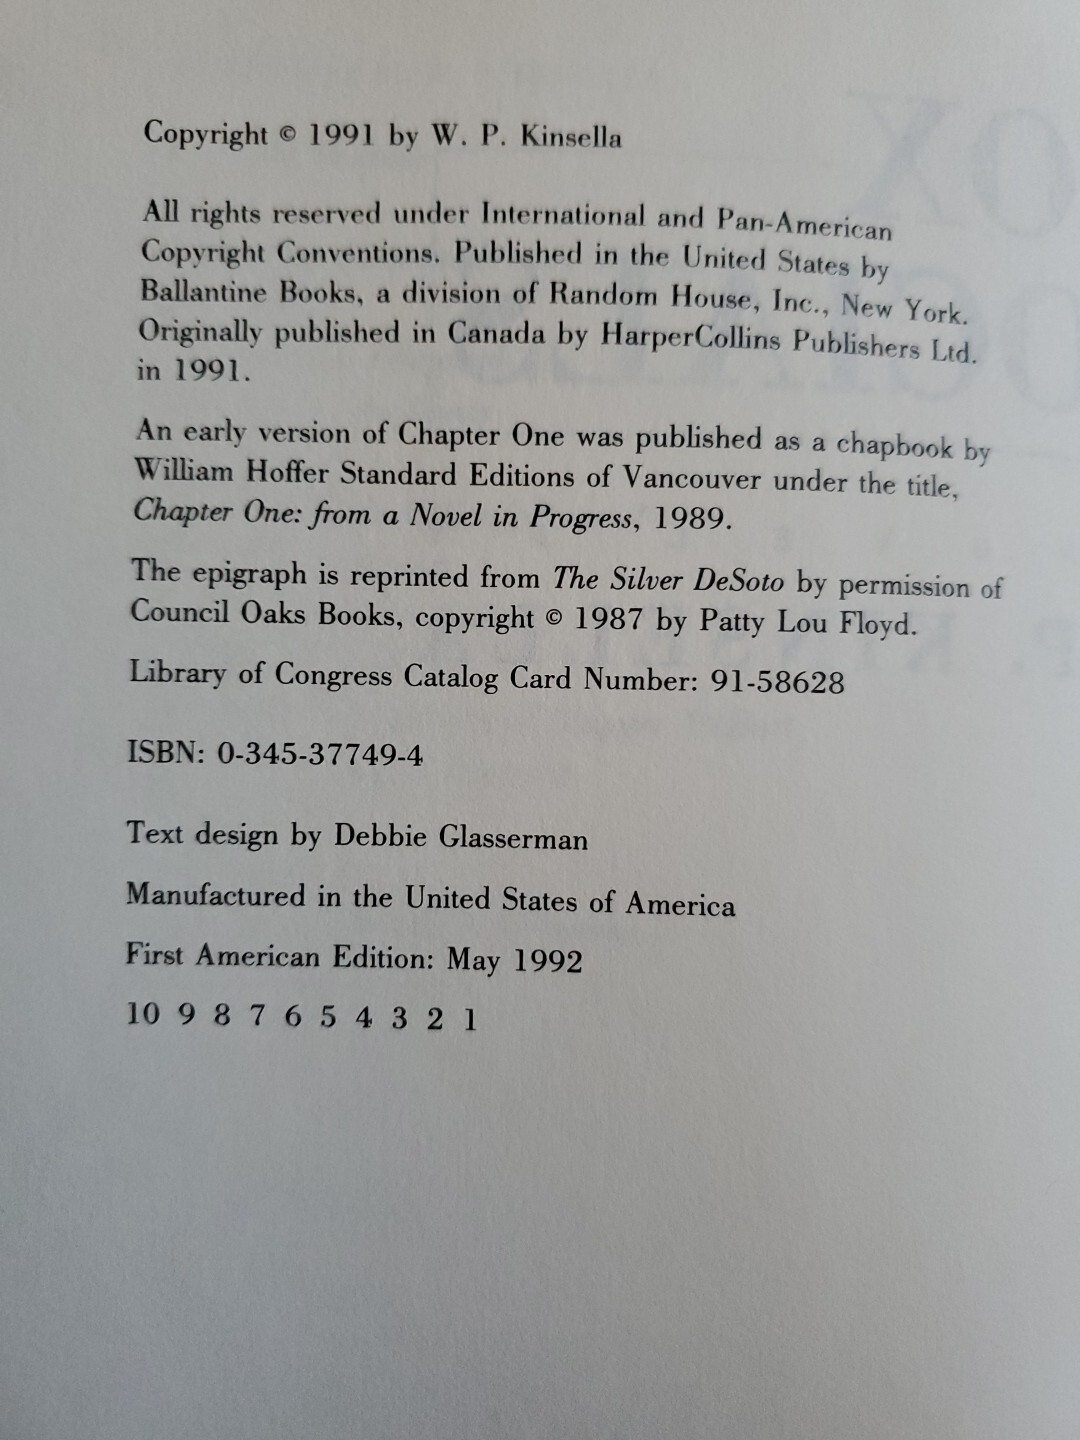 Copyright © 1991 by W. P. Kinsella
All rights reserved under International and Pan-American
Copyright Conventions. Published in the United States by
Ballantine Books, a division of Random House, Inc., New York.
Originally published in Canada by HarperCollins Publishers Ltd.
in 1991.
An early version of Chapter One was published as a chapbook by
William Hoffer Standard Editions of Vancouver under the title,
Chapter One: from a Novel in Progress, 1989.
The epigraph is reprinted from The Silver DeSoto by permission of
Council Oaks Books, copyright © 1987 by Patty Lou Floyd.
Library of Congress Catalog Card Number: 91-58628
ISBN: 0-345-37749-4
Text design by Debbie Glasserman
Manufactured in the United States of America
First American Edition: May 1992
10 9 8 7 6 5 4 3 2 1